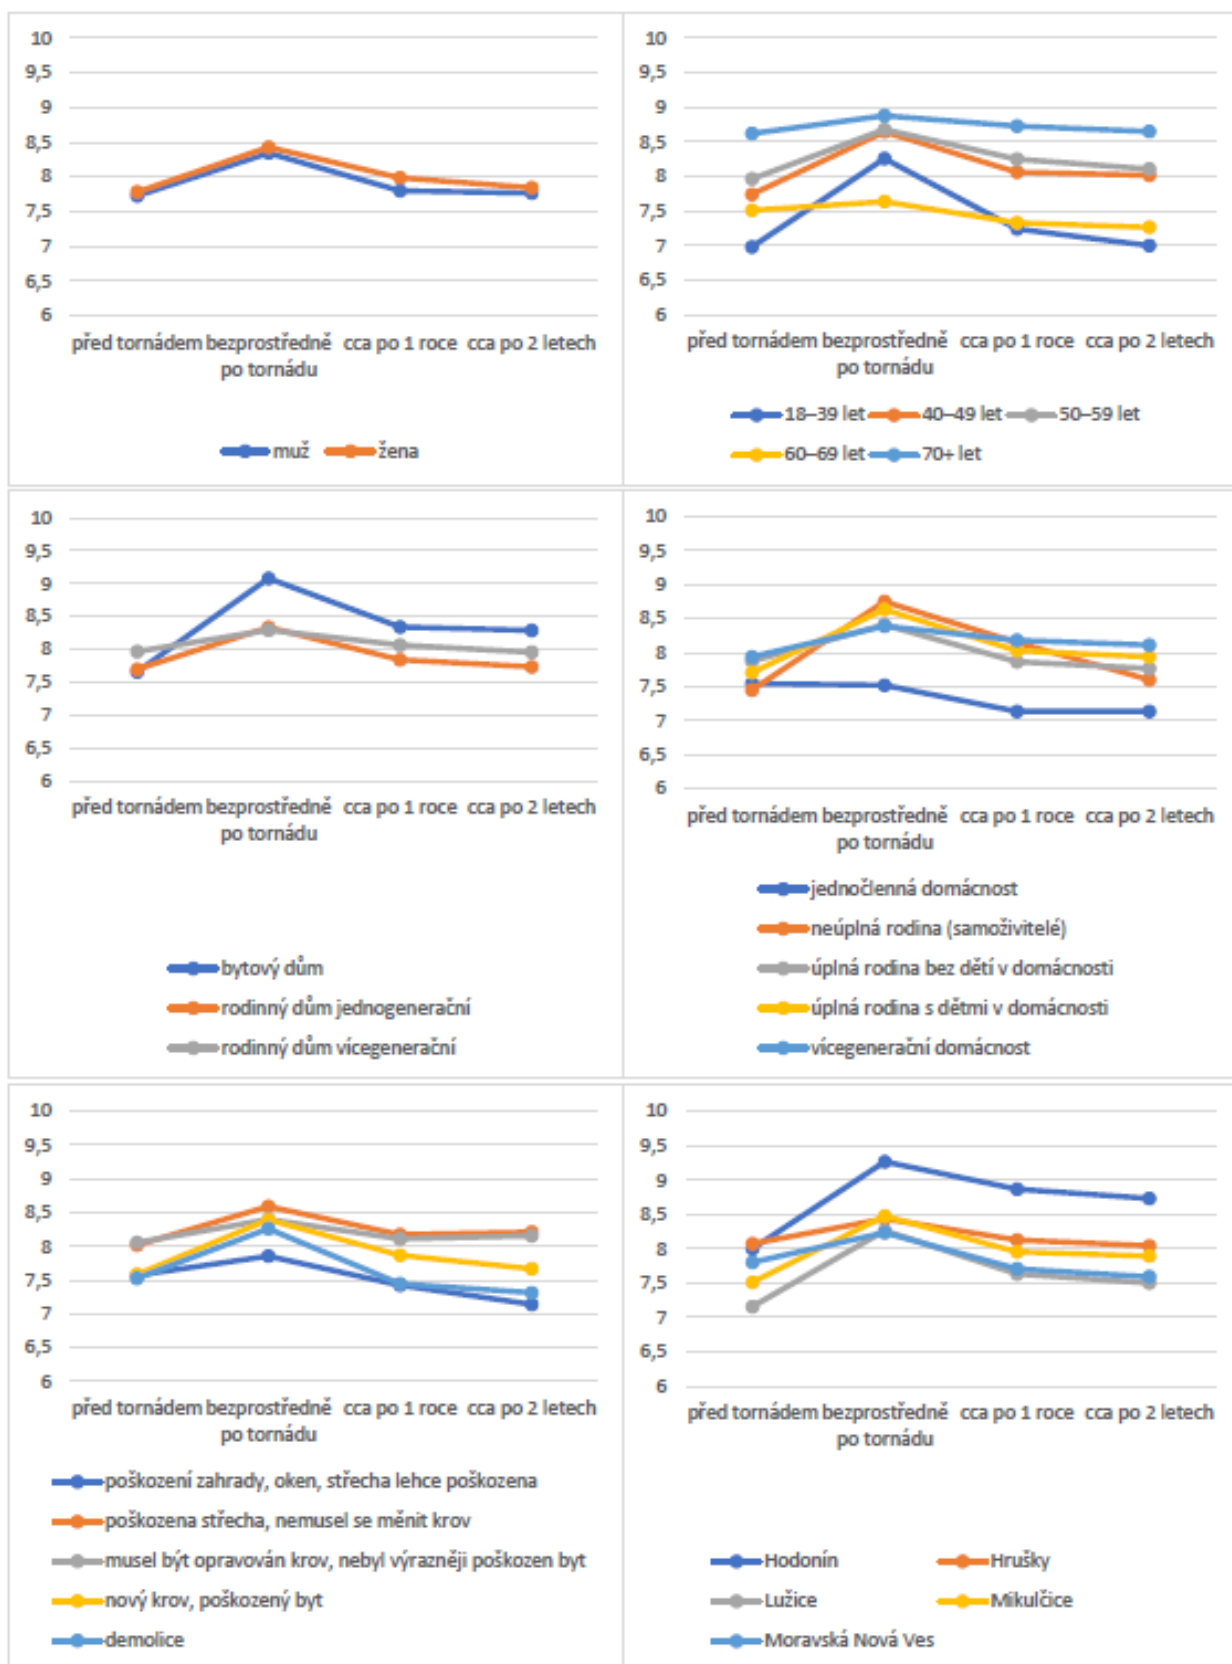 10
9,5
9
8,5
8
7,5
7
6,5
6
před tornádem bezprostředně cca po 1 roce cca po 2 letech
po tornádu
muž žena
10
9,5
9
8,5
8
7,5
7
6,5
6
před tornádem bezprostředně cca po 1 roce cca po 2 letech
po tornádu
18–39 let 40–49 let 50–59 let
60–69 let 70+ let
10
9,5
9
8,5
8
7,5
7
6,5
6
před tornádem bezprostředně cca po 1 roce cca po 2 letech
po tornádu
bytový dům
rodinný dům jednogenerační
rodinný dům vícegenerační
10
9,5
9
8,5
8
7,5
7
6,5
6
před tornádem bezprostředně cca po 1 roce cca po 2 letech
po tornádu
jednočlenná domácnost
neúplná rodina (samoživitelé)
úplná rodina bez dětí v domácnosti
úplná rodina s dětmi v domácnosti
vícegenerační domácnost
10
9,5
9
8,5
8
7,5
7
6,5
6
před tornádem bezprostředně cca po 1 roce cca po 2 letech
po tornádu
poškození zahrady, oken, střecha lehce poškozena
poškozena střecha, nemusel se měnit krov
musel být opravován krov, nebyl výrazněji poškozen byt
nový krov, poškozený byt
demolice
10
9,5
9
8,5
8
7,5
7
6,5
6
před tornádem bezprostředně cca po 1 roce cca po 2 letech
po tornádu
Hodonín Hrušky
Lužice Mikulčice
Moravská Nová Ves